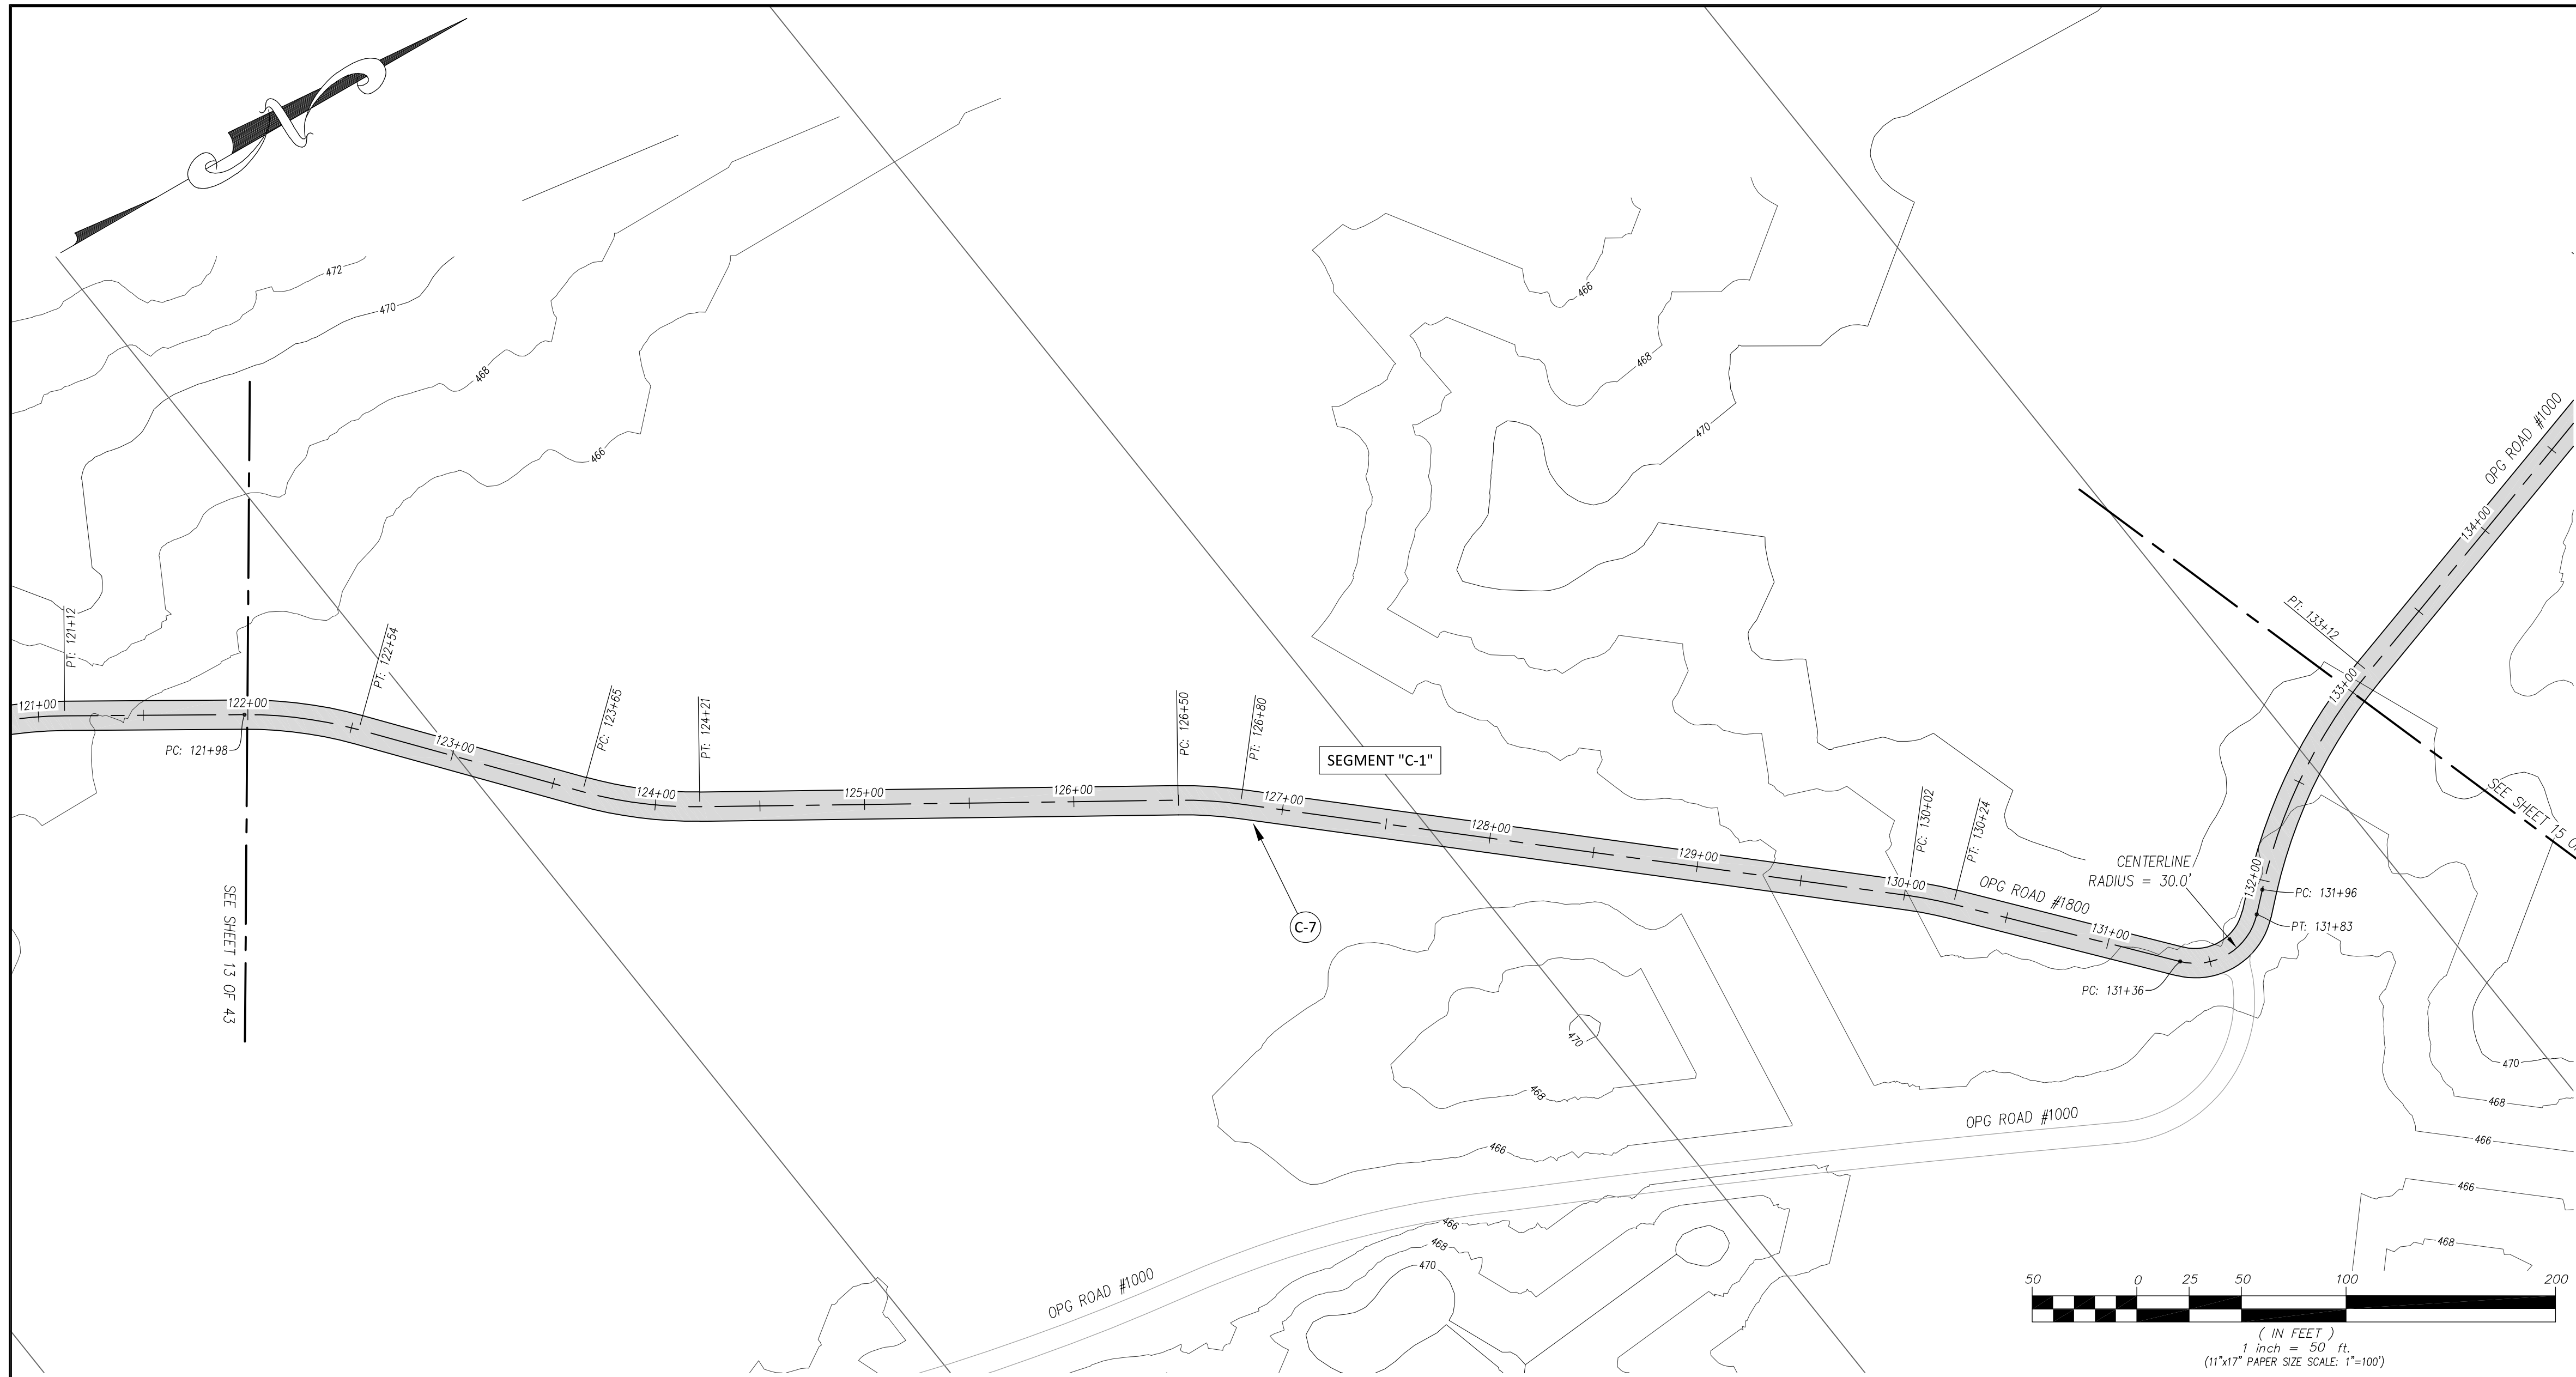 N
472
470
468
466
466
468
470
OPG ROAD #1000
134+00
PT: 133+12
133+00
SEE SHEET 15
PT: 121+12
121+00
122+00
PC: 121+98
PT: 122+54
123+00
PC: 123+65
124+00
PT: 124+21
125+00
126+00
PC: 126+50
PT: 126+80
127+00
SEGMENT "C-1"
C-7
128+00
129+00
130+00
PC: 130+02
PT: 130+24
OPG ROAD #1800
131+00
CENTERLINE
RADIUS = 30.0'
132+00
PC: 131+96
PT: 131+83
PC: 131+36
SEE SHEET 13 OF 43
470
468
466
OPG ROAD #1000
OPG ROAD #1000
466
468
470
470
468
466
466
468
50 0 25 50 100 200
( IN FEET )
1 inch = 50 ft.
(11"x17" PAPER SIZE SCALE: 1"=100')